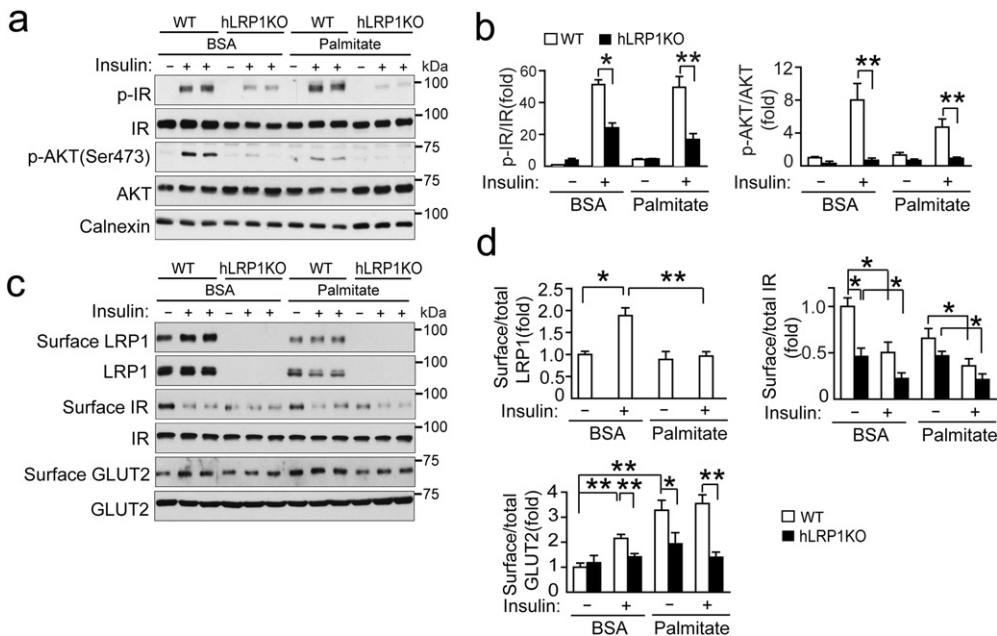 a
WT hLRP1KO WT hLRP1KO
BSA Palmitate
Insulin: − + + − + + − + + − + + kDa
p-IR 100
IR 100
p-AKT(Ser473) 75
AKT 75
Calnexin 100
b
WT
hLRP1KO
p-IR/IR(fold)
60
40
20
0
* **
Insulin: − + − +
BSA Palmitate
p-AKT/AKT
(fold)
12
8
4
0
** **
Insulin: − + − +
BSA Palmitate
c
WT hLRP1KO WT hLRP1KO
BSA Palmitate
Insulin: − + + − + + − + + − + + kDa
Surface LRP1 100
LRP1 100
Surface IR 100
IR 100
Surface GLUT2 75
GLUT2 75
d
Surface/total
LRP1(fold)
2.5
2.0
1.5
1.0
0
* **
Insulin: − + − +
BSA Palmitate
Surface/total IR
(fold)
1.0
0.5
0
* * * * *
Insulin: − + − +
BSA Palmitate
Surface/total
GLUT2(fold)
4
3
2
1
0
** ** ** * **
Insulin: − + − +
BSA Palmitate
WT
hLRP1KO